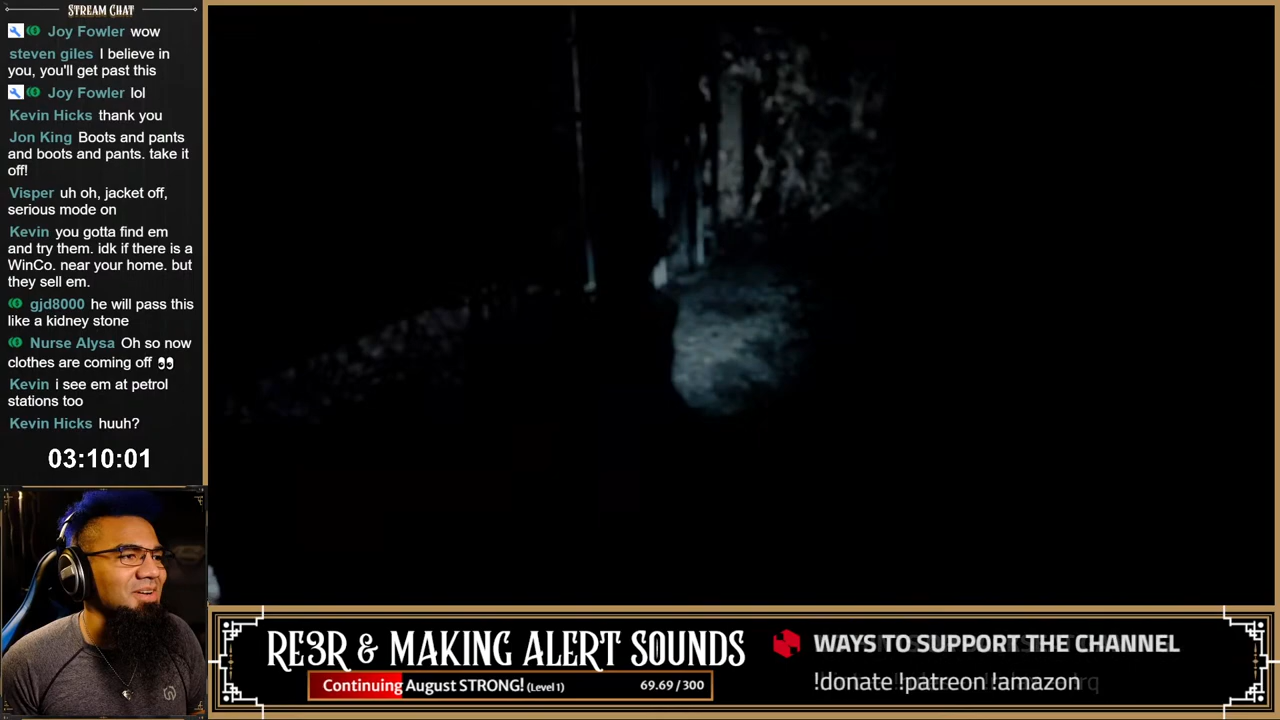 STREAM CHAT
Joy Fowler wow
steven giles I believe in
you, you'll get past this
Joy Fowler lol
Kevin Hicks thank you
Jon King Boots and pants
and boots and pants. take it
off!
Visper uh oh, jacket off,
serious mode on
Kevin you gotta find em
and try them. idk if there is a
WinCo. near your home. but
they sell em.
gjd8000 he will pass this
like a kidney stone
Nurse Alysa Oh so now
clothes are coming off 👀
Kevin i see em at petrol
stations too
Kevin Hicks huuh?
03:10:01
RE3R & MAKING ALERT SOUNDS
Continuing August STRONG! (Level 1) 69.69 / 300
WAYS TO SUPPORT THE CHANNEL
!donate !patreon !amazon